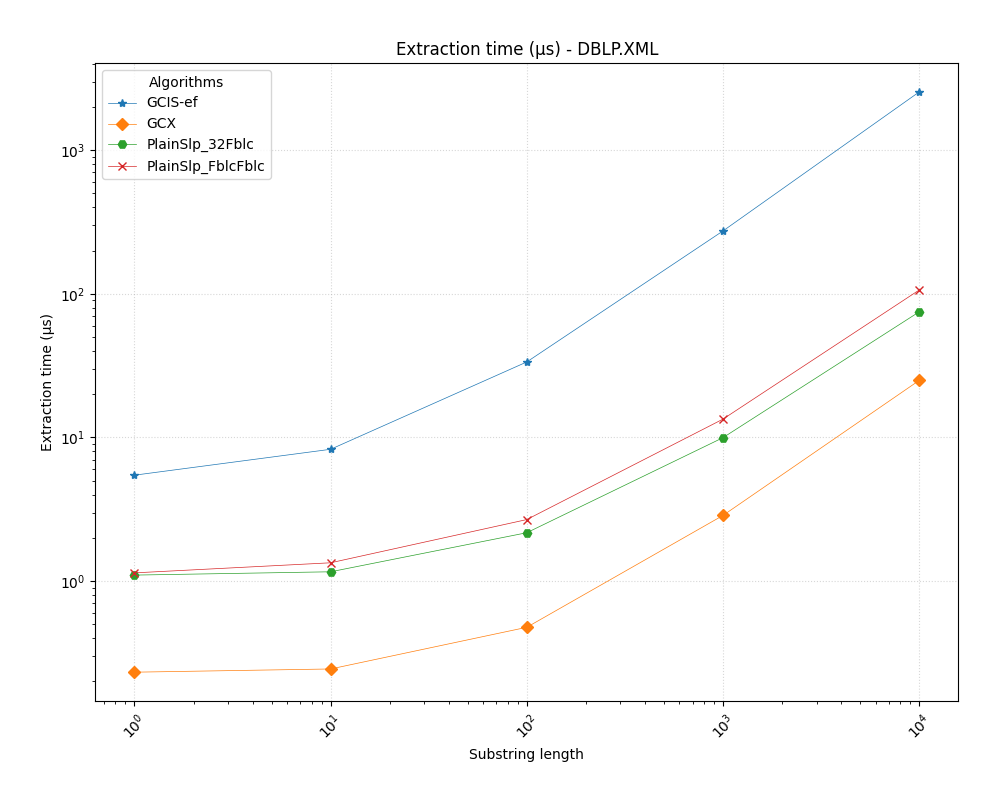 Extraction time (µs) - DBLP.XML
Algorithms
GCIS-ef
GCX
PlainSlp_32Fblc
PlainSlp_FblcFblc
Extraction time (µs)
10³
10²
10¹
10⁰
10⁰ 10¹ 10² 10³ 10⁴
Substring length